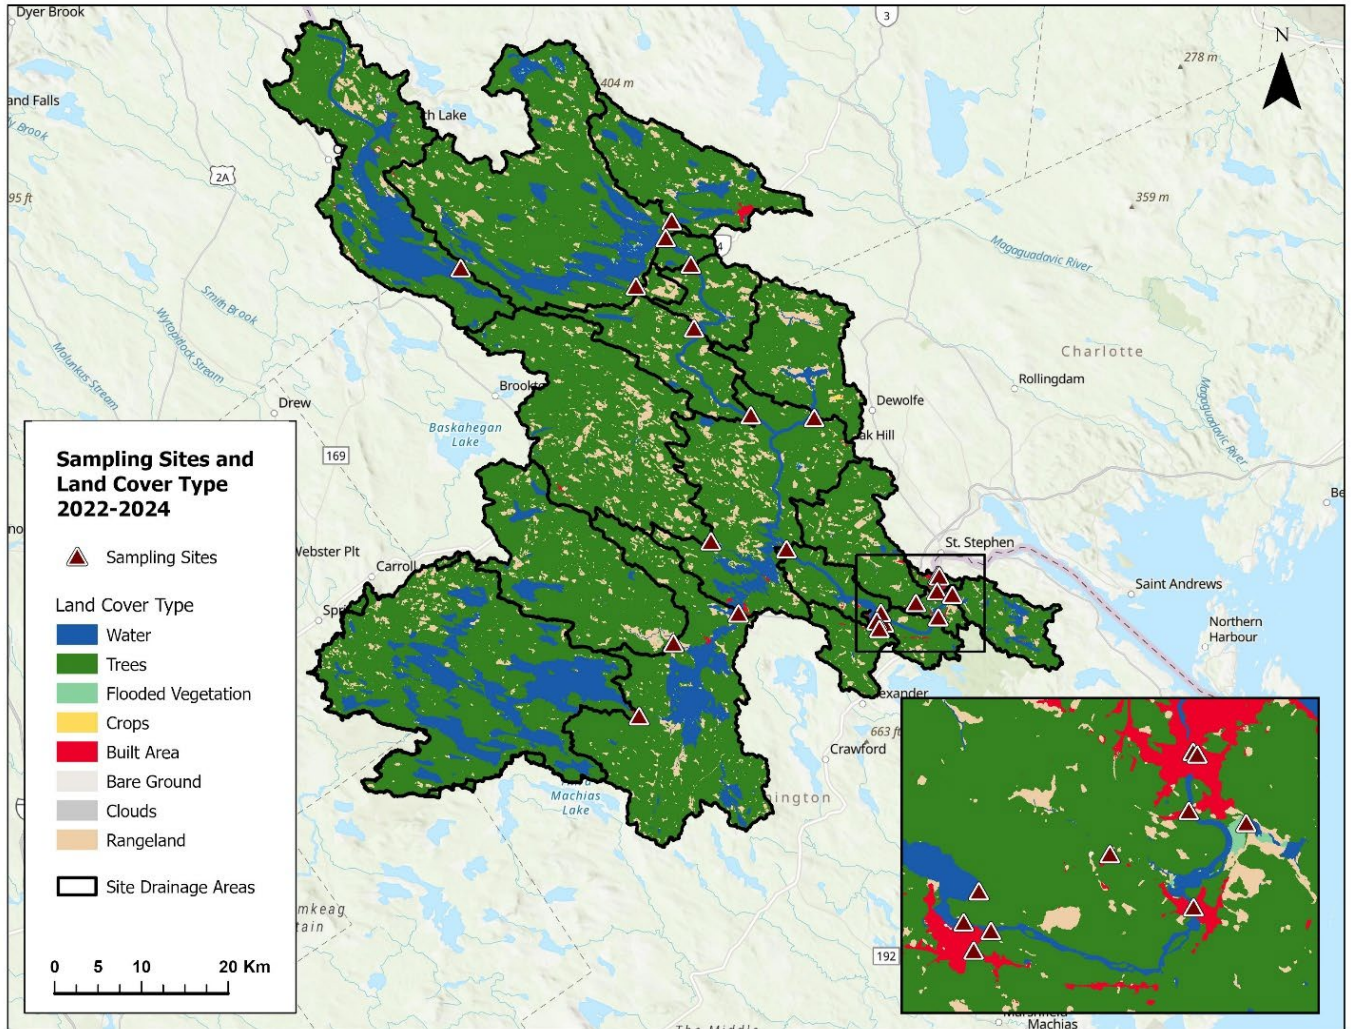 Dyer Brook
3
N
278 m
and Falls
404 m
th Lake
2A
95 ft
359 m
Magaguadavic River
4
Smith Brook
Wytopitlock Stream
Molunkus Stream
Charlotte
Rollingdam
Magaguadavic River
Drew
Dewolfe
Baskahegan
Lake
ak Hill
169
Sampling Sites and
Land Cover Type
2022-2024
Sampling Sites
Land Cover Type
Water
Trees
Flooded Vegetation
Crops
Built Area
Bare Ground
Clouds
Rangeland
Site Drainage Areas
0 5 10 20 Km
Webster Plt
Carroll
St. Stephen
Saint Andrews
Northern
Harbour
exander
663 ft
Crawford
Machias
Lake
ington
mkeag
tain
192
Machias
The Middle